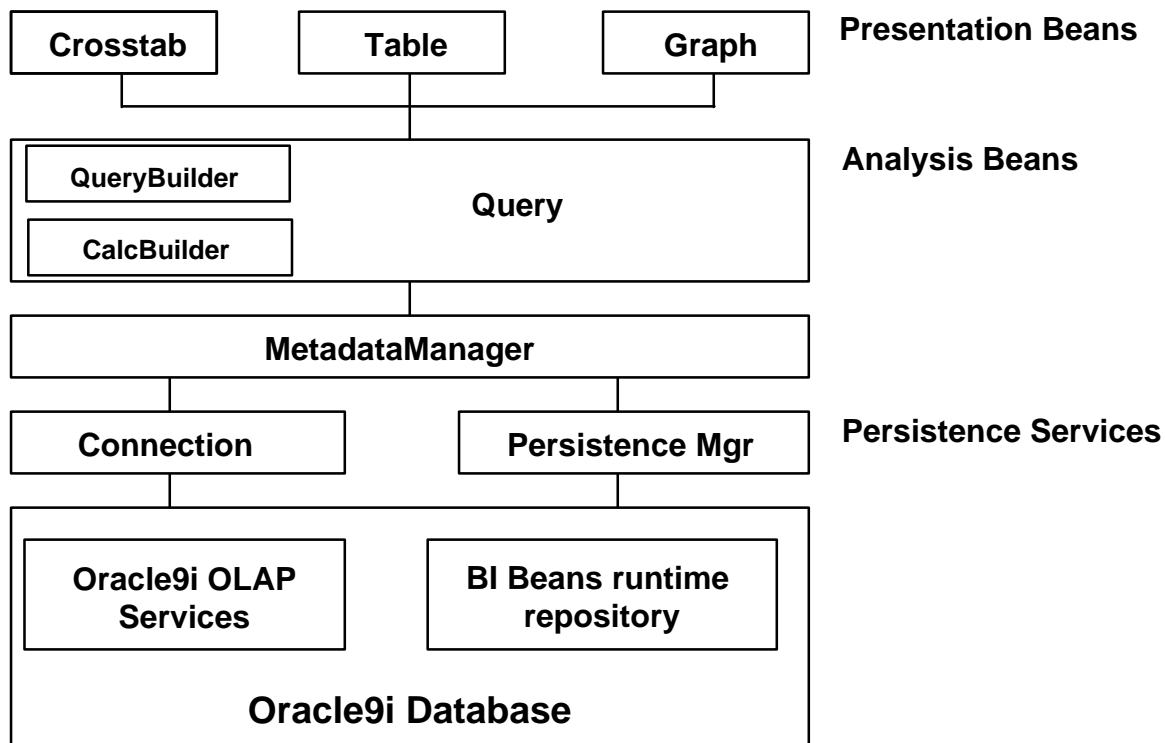 Crosstab
Table
Graph
Presentation Beans
QueryBuilder
Query
CalcBuilder
Analysis Beans
MetadataManager
Connection
Persistence Mgr
Persistence Services
Oracle9i OLAP
Services
BI Beans runtime
repository
Oracle9i Database